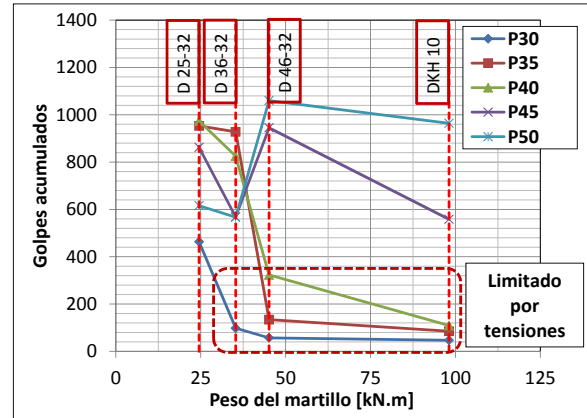 1400
1200
1000
800
600
400
200
0
Golpes acumulados
D 25-32
D 36-32
D 46-32
DKH 10
P30
P35
P40
P45
P50
Limitado
por
tensiones
0
25
50
75
100
125
Peso del martillo [kN.m]